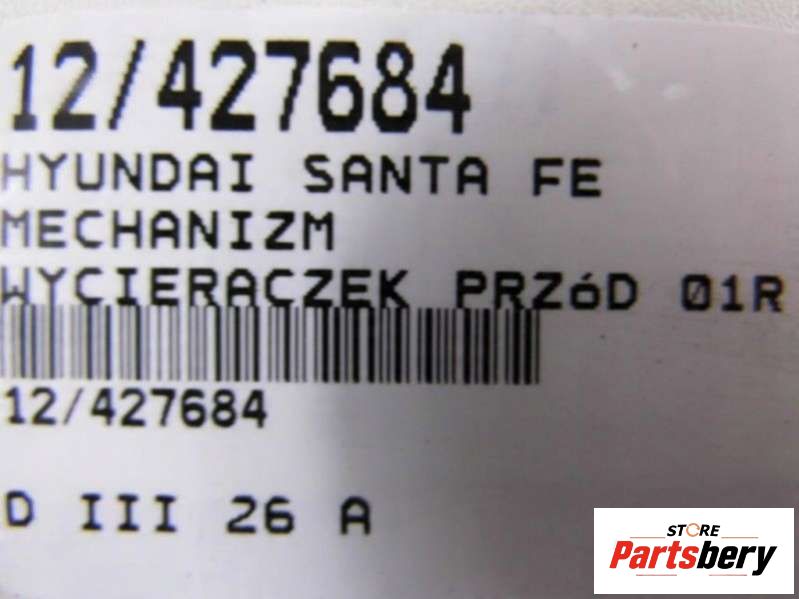 12/427684
HYUNDAI SANTA FE
MECHANIZM
WYCIERACZEK PRZóD 01R
12/427684
D III 26 A
STORE
Partsbery